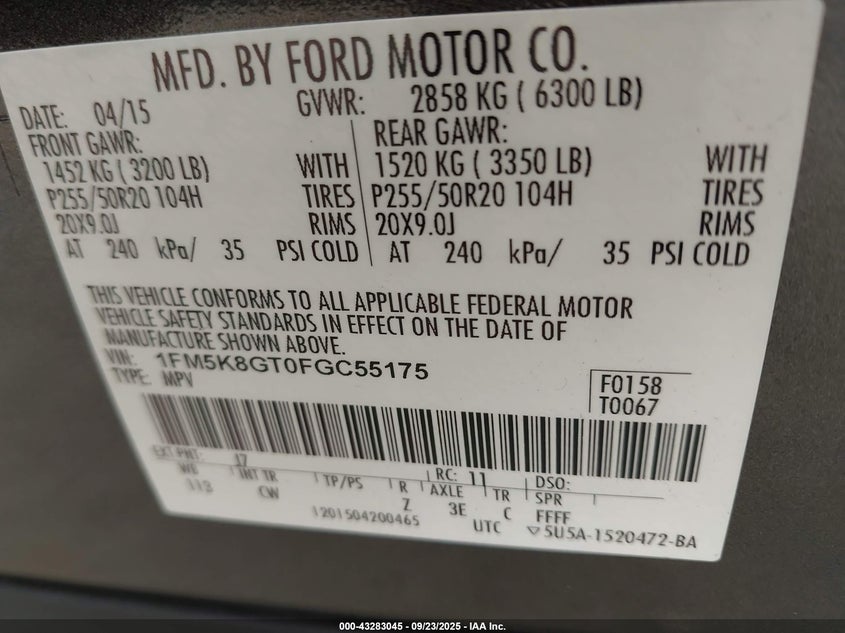 MFD. BY FORD MOTOR CO.
DATE: 04/15 GVWR: 2858 KG ( 6300 LB)
FRONT GAWR: REAR GAWR:
1452 KG ( 3200 LB) WITH 1520 KG ( 3350 LB) WITH
P255/50R20 104H TIRES P255/50R20 104H TIRES
20X9.0J RIMS 20X9.0J RIMS
AT 240 kPa/ 35 PSI COLD AT 240 kPa/ 35 PSI COLD
THIS VEHICLE CONFORMS TO ALL APPLICABLE FEDERAL MOTOR
VEHICLE SAFETY STANDARDS IN EFFECT ON THE DATE OF
MANUFACTURE SHOWN ABOVE.
VIN: 1FM5K8GT0FGC55175
TYPE: MPV
F0158
T0067
EXT PNT: J7 RC: 11 DSO:
WB INT TR TP/PS R AXLE TR SPR
113 CW Z 3E C FFFF
1201504200465 UTC ▽5U5A-1520472-BA
000-43283045 - 09/23/2025 - IAA Inc.